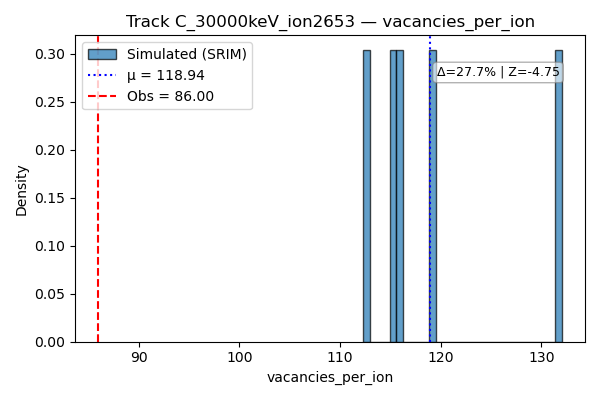 Track C_30000keV_ion2653 — vacancies_per_ion
Simulated (SRIM)
μ = 118.94
Obs = 86.00
Δ=27.7% | Z=-4.75
Density
0.30
0.25
0.20
0.15
0.10
0.05
0.00
90
100
110
120
130
vacancies_per_ion